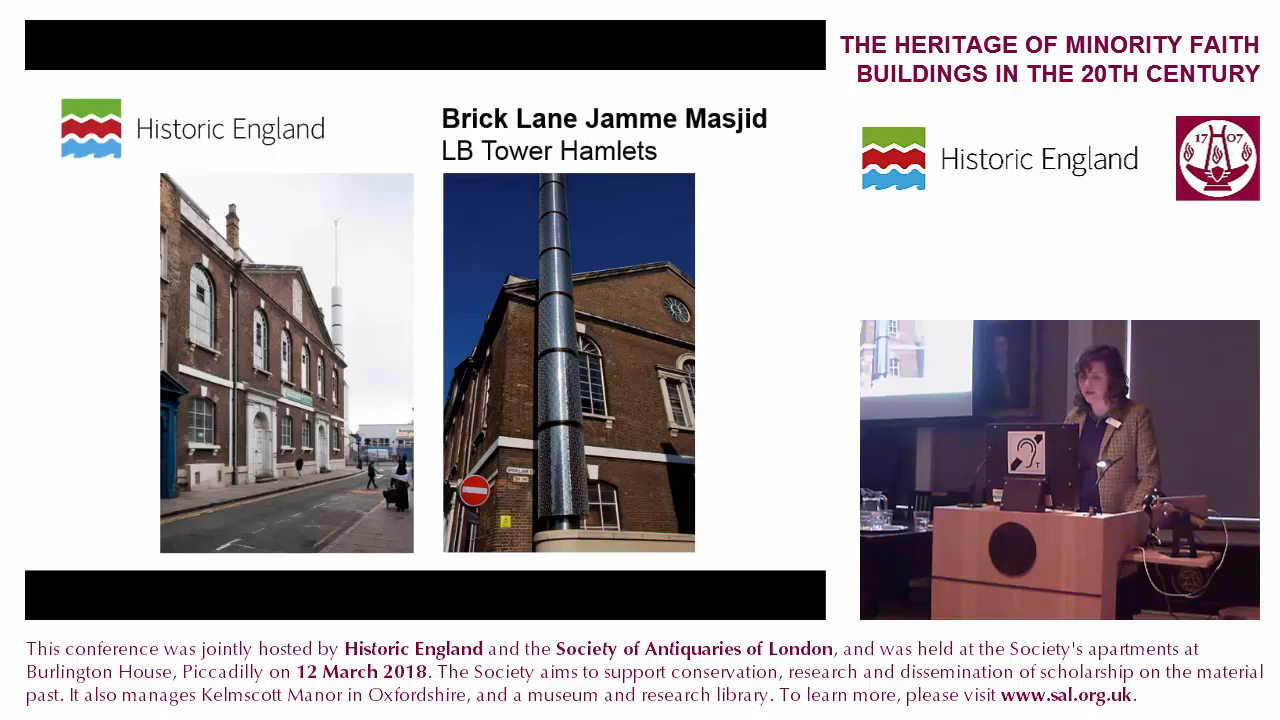 THE HERITAGE OF MINORITY FAITH
BUILDINGS IN THE 20TH CENTURY
Historic England
Brick Lane Jamme Masjid
LB Tower Hamlets
Historic England
17 07
T
This conference was jointly hosted by Historic England and the Society of Antiquaries of London, and was held at the Society's apartments at
Burlington House, Piccadilly on 12 March 2018. The Society aims to support conservation, research and dissemination of scholarship on the material
past. It also manages Kelmscott Manor in Oxfordshire, and a museum and research library. To learn more, please visit www.sal.org.uk.